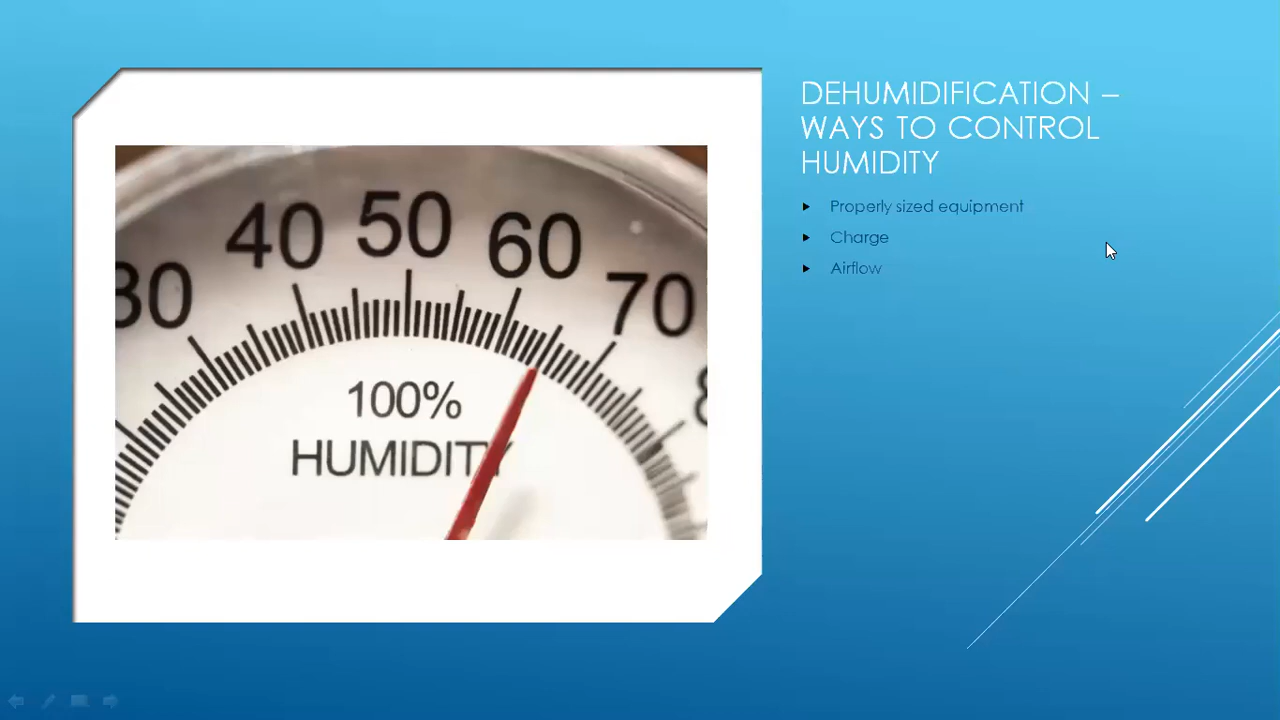 DEHUMIDIFICATION –
WAYS TO CONTROL
HUMIDITY
Properly sized equipment
Charge
Airflow
30
40
50
60
70
100%
HUMIDITY